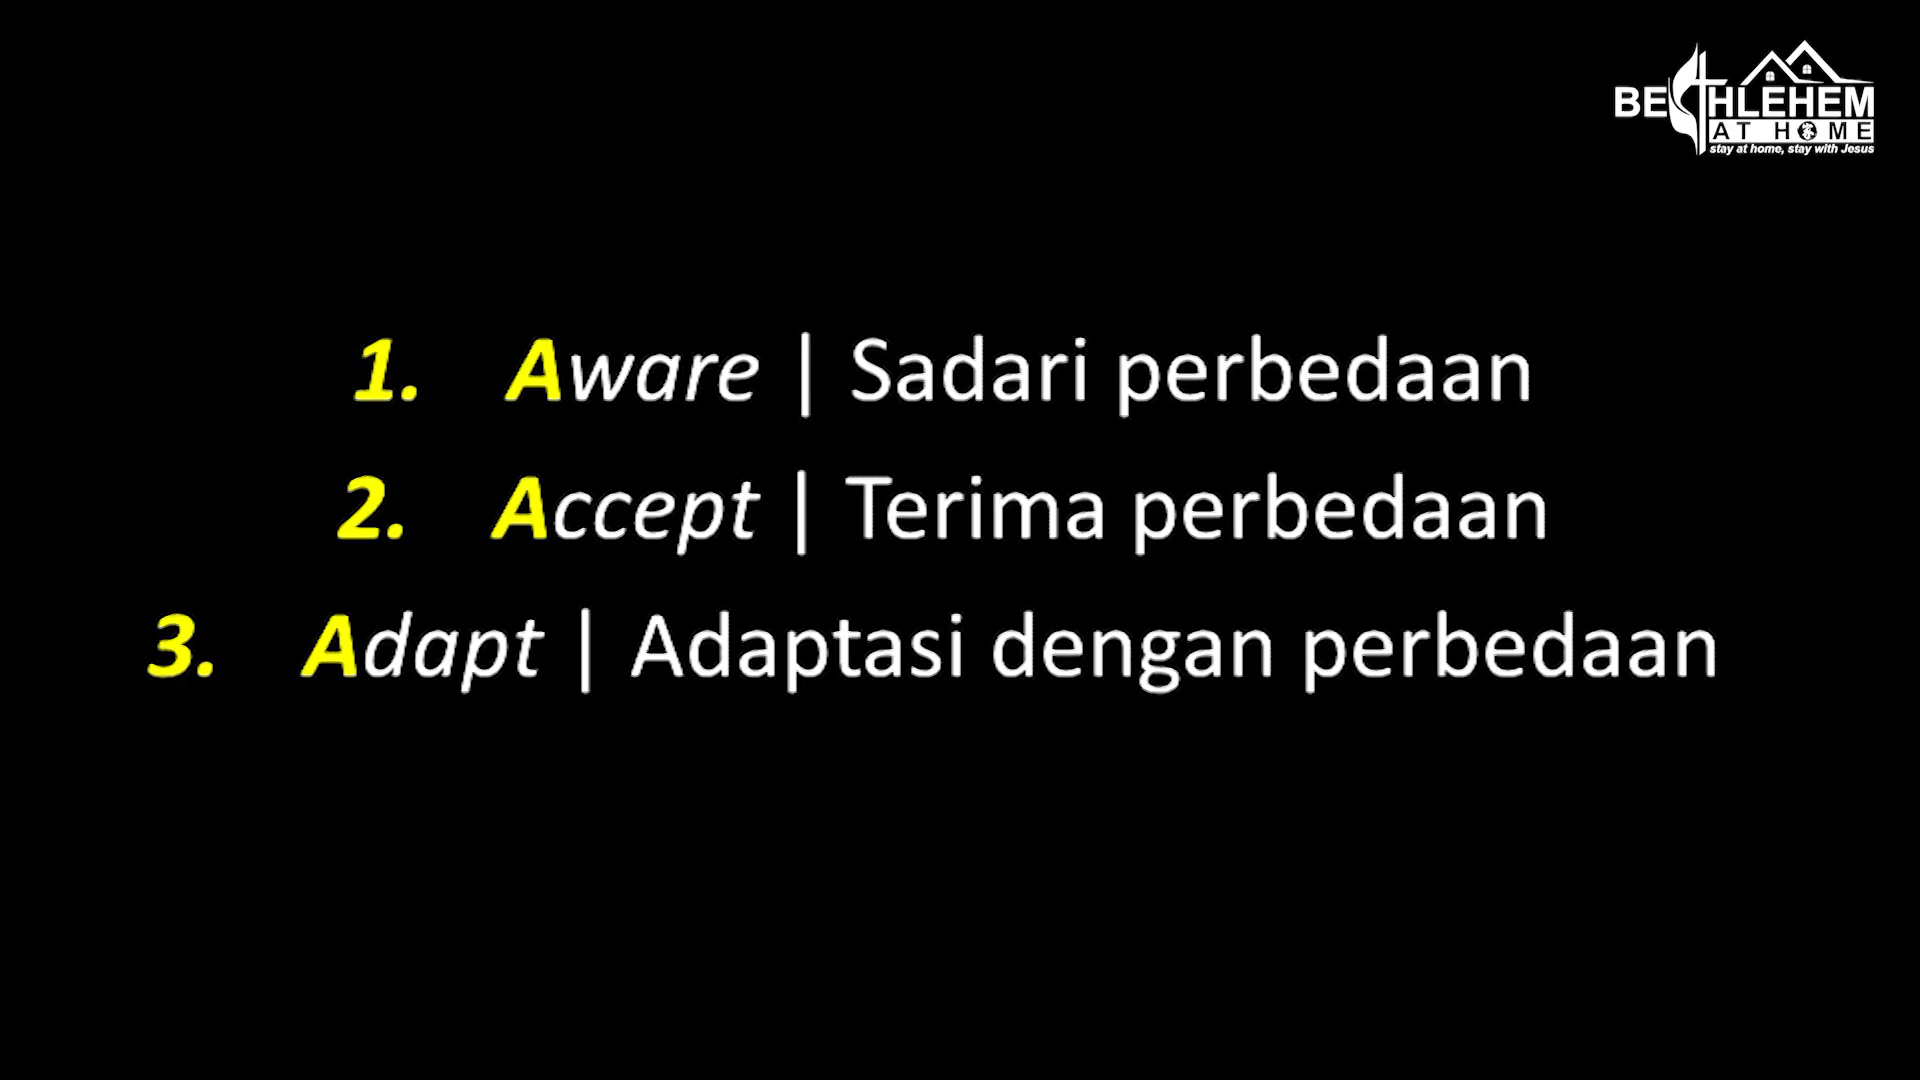 BETHLEHEM
AT HOME
stay at home, stay with Jesus
1. Aware | Sadari perbedaan
2. Accept | Terima perbedaan
3. Adapt | Adaptasi dengan perbedaan